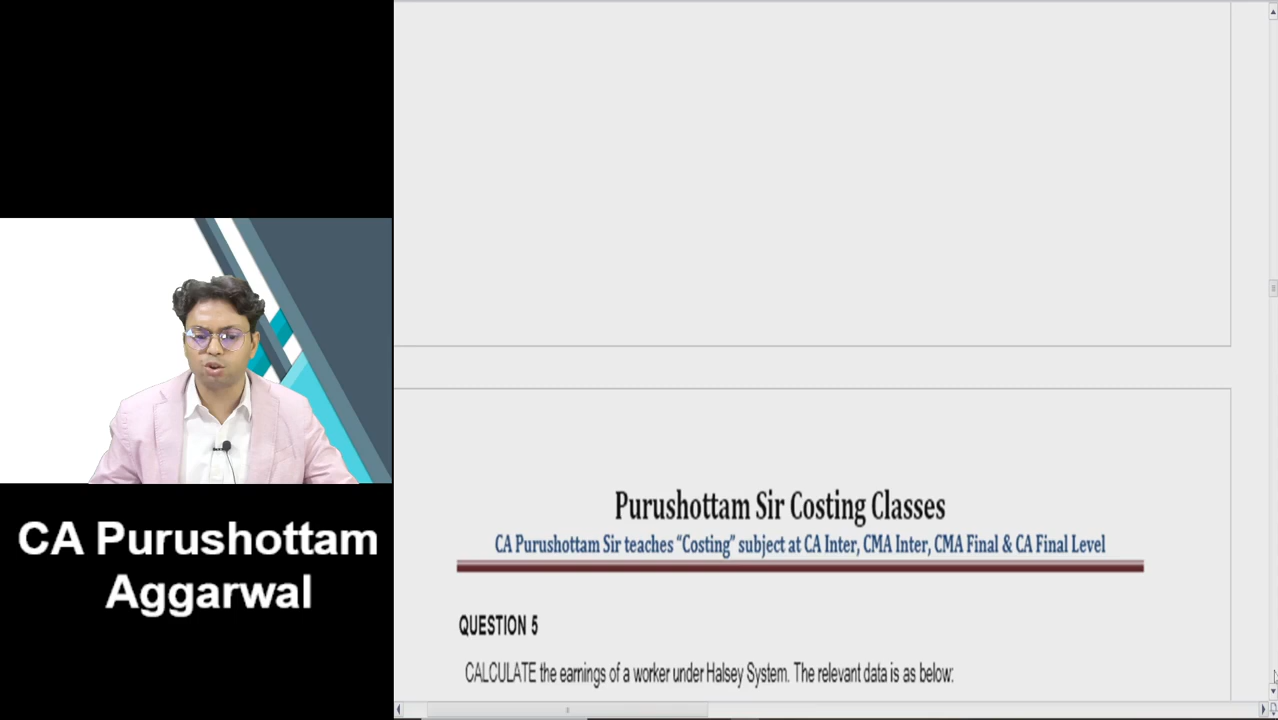 CA Purushottam
Aggarwal
Purushottam Sir Costing Classes
CA Purushottam Sir teaches “Costing” subject at CA Inter, CMA Inter, CMA Final & CA Final Level
QUESTION 5
CALCULATE the earnings of a worker under Halsey System. The relevant data is as below: